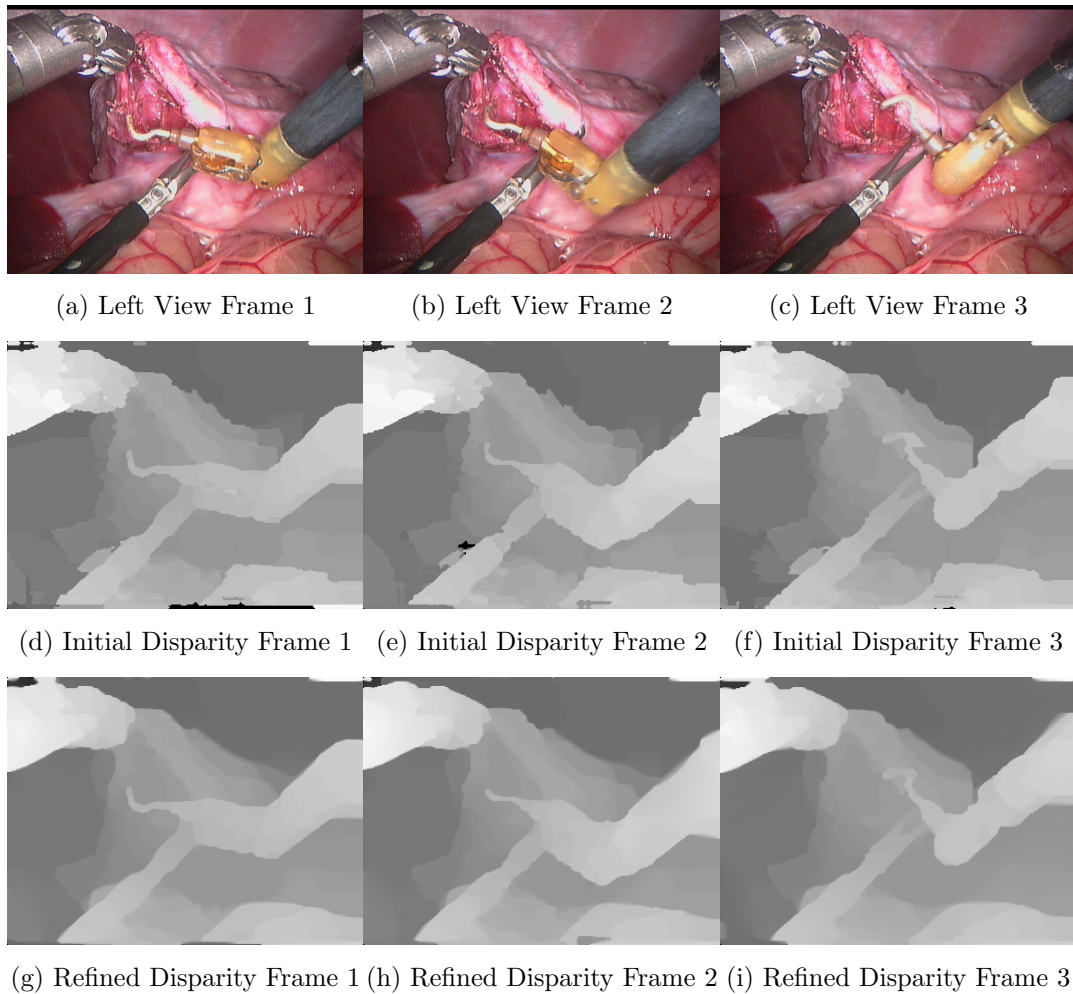 (a) Left View Frame 1
(b) Left View Frame 2
(c) Left View Frame 3
(d) Initial Disparity Frame 1
(e) Initial Disparity Frame 2
(f) Initial Disparity Frame 3
(g) Refined Disparity Frame 1
(h) Refined Disparity Frame 2
(i) Refined Disparity Frame 3